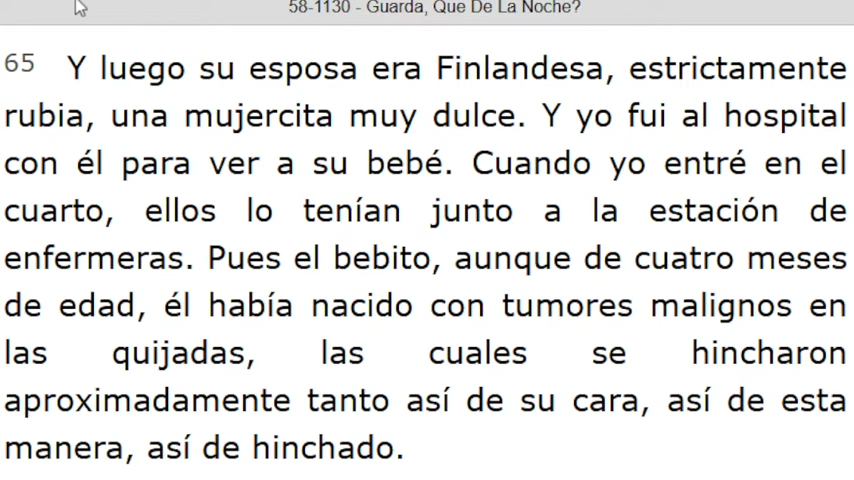 58-1130 - Guarda, Que De La Noche?
65 Y luego su esposa era Finlandesa, estrictamente
rubia, una mujercita muy dulce. Y yo fui al hospital
con él para ver a su bebé. Cuando yo entré en el
cuarto, ellos lo tenían junto a la estación de
enfermeras. Pues el bebito, aunque de cuatro meses
de edad, él había nacido con tumores malignos en
las quijadas, las cuales se hincharon
aproximadamente tanto así de su cara, así de esta
manera, así de hinchado.